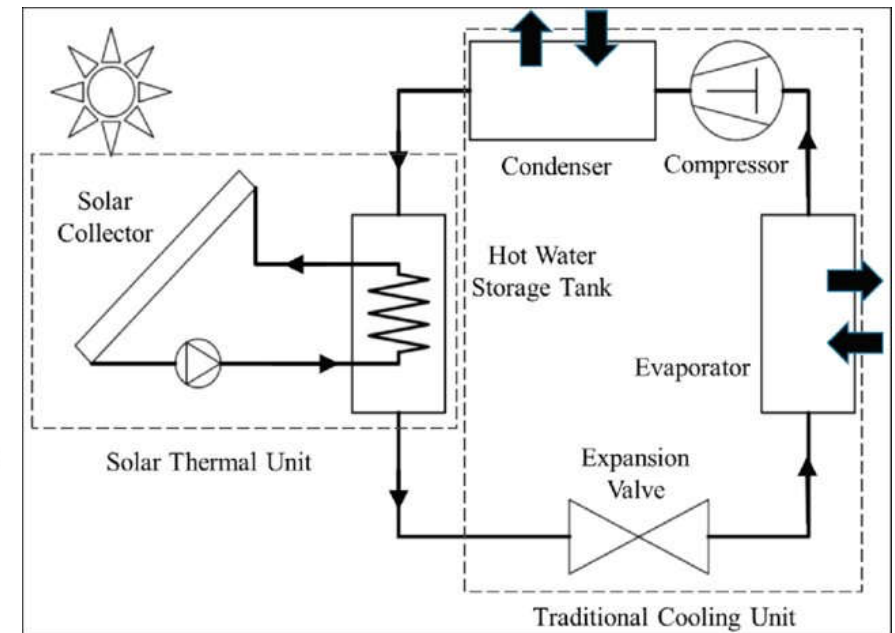 Condenser
Compressor
Solar
Collector
Hot Water
Storage Tank
Evaporator
Solar Thermal Unit
Expansion
Valve
Traditional Cooling Unit